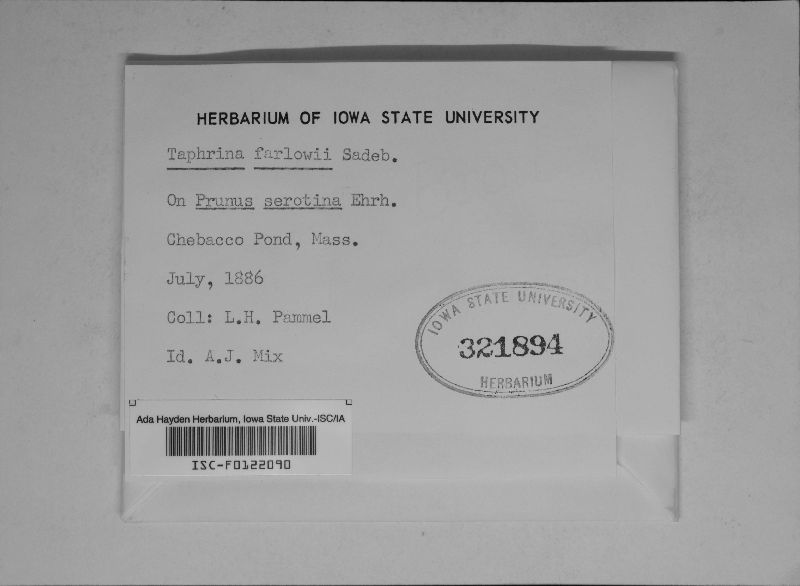 HERBARIUM OF IOWA STATE UNIVERSITY
Taphrina farlowii Sadeb.
On Prunus serotina Ehrh.
Chebacco Pond, Mass.
July, 1886
Coll: L.H. Pammel
Id. A.J. Mix
IOWA STATE UNIVERSITY
321894
HERBARIUM
Ada Hayden Herbarium, Iowa State Univ.-ISC/IA
ISC-F0122090